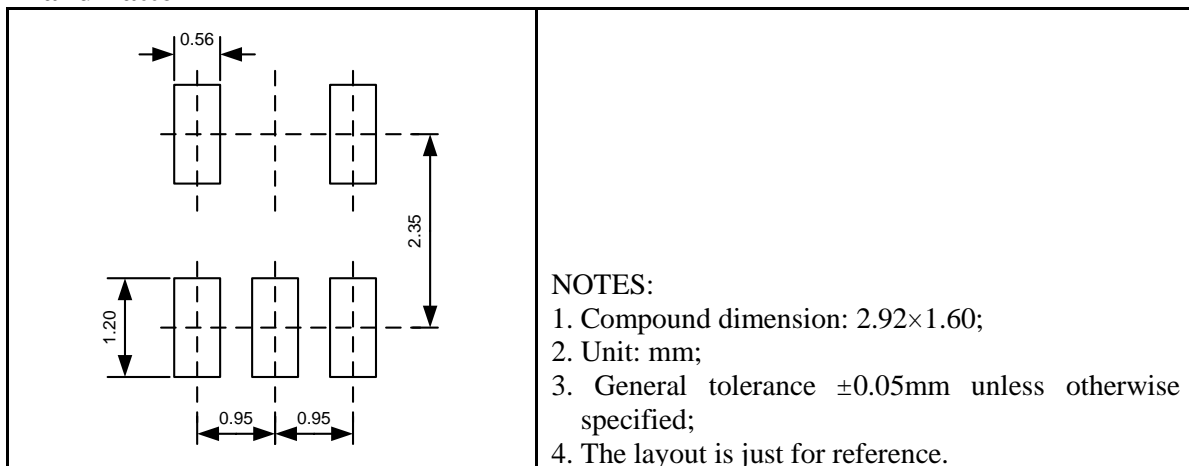 0.56
2.35
1.20
0.95 0.95
NOTES:
1. Compound dimension: 2.92×1.60;
2. Unit: mm;
3. General tolerance ±0.05mm unless otherwise
specified;
4. The layout is just for reference.